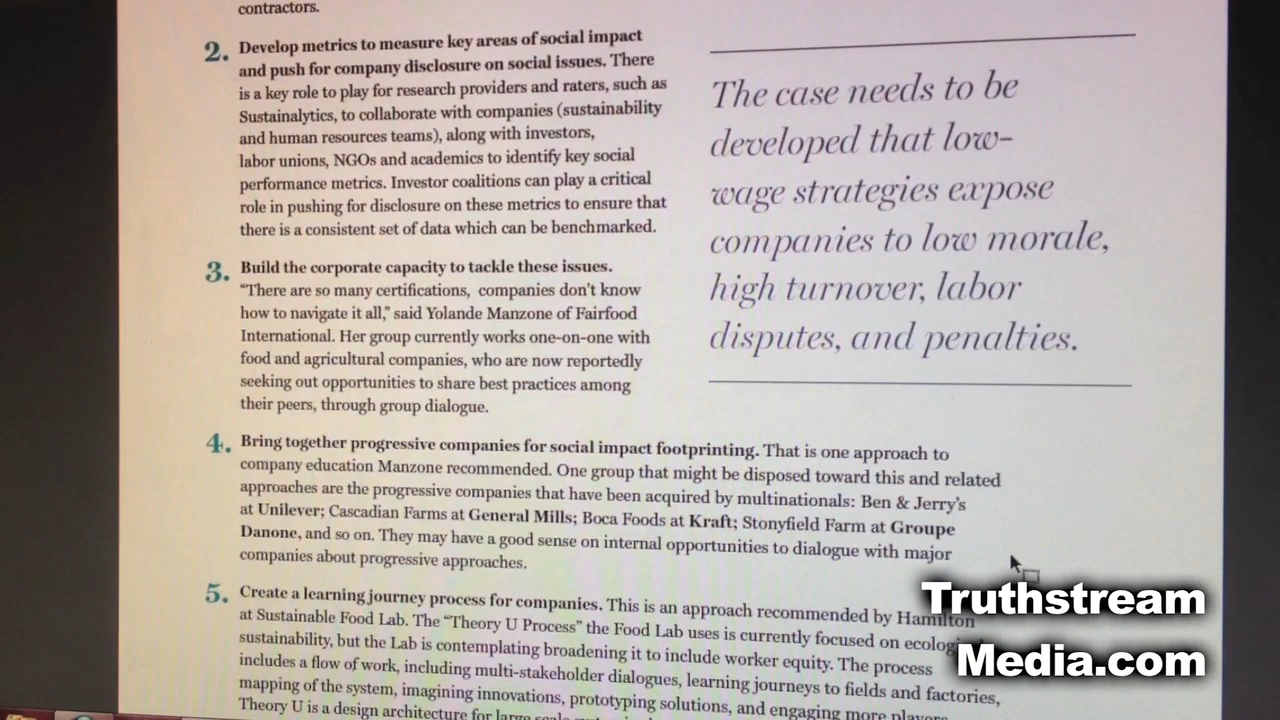 contractors.
2. Develop metrics to measure key areas of social impact
and push for company disclosure on social issues. There
is a key role to play for research providers and raters, such as
Sustainalytics, to collaborate with companies (sustainability
and human resources teams), along with investors,
labor unions, NGOs and academics to identify key social
performance metrics. Investor coalitions can play a critical
role in pushing for disclosure on these metrics to ensure that
there is a consistent set of data which can be benchmarked.
3. Build the corporate capacity to tackle these issues.
“There are so many certifications, companies don’t know
how to navigate it all,” said Yolande Manzone of Fairfood
International. Her group currently works one-on-one with
food and agricultural companies, who are now reportedly
seeking out opportunities to share best practices among
their peers, through group dialogue.
The case needs to be
developed that low-
wage strategies expose
companies to low morale,
high turnover, labor
disputes, and penalties.
4. Bring together progressive companies for social impact footprinting. That is one approach to
company education Manzone recommended. One group that might be disposed toward this and related
approaches are the progressive companies that have been acquired by multinationals: Ben & Jerry’s
at Unilever; Cascadian Farms at General Mills; Boca Foods at Kraft; Stonyfield Farm at Groupe
Danone, and so on. They may have a good sense on internal opportunities to dialogue with major
companies about progressive approaches.
5. Create a learning journey process for companies. This is an approach recommended by Hamilton
at Sustainable Food Lab. The “Theory U Process” the Food Lab uses is currently focused on
sustainability, but the Lab is contemplating broadening it to include worker equity. The process
includes a flow of work, including multi-stakeholder dialogues, learning journeys to fields and factories,
mapping of the system, imagining innovations, prototyping solutions, and engaging more players.
Theory U is a design architecture for large
Truthstream
Media.com